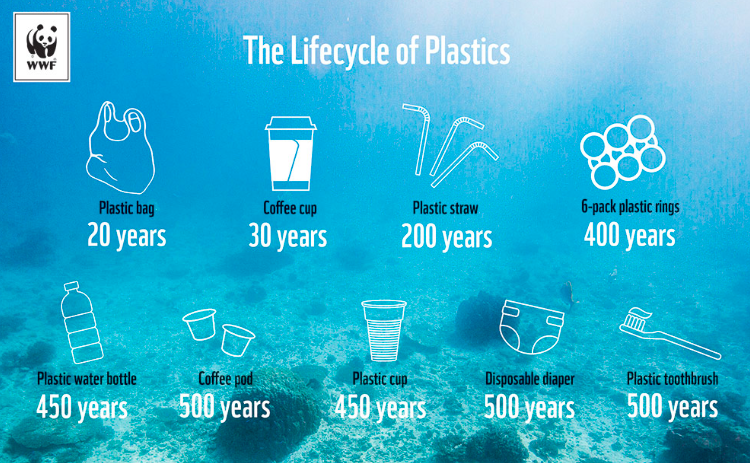 WWF
The Lifecycle of Plastics
Plastic bag
20 years
Coffee cup
30 years
Plastic straw
200 years
6-pack plastic rings
400 years
Plastic water bottle
450 years
Coffee pod
500 years
Plastic cup
450 years
Disposable diaper
500 years
Plastic toothbrush
500 years